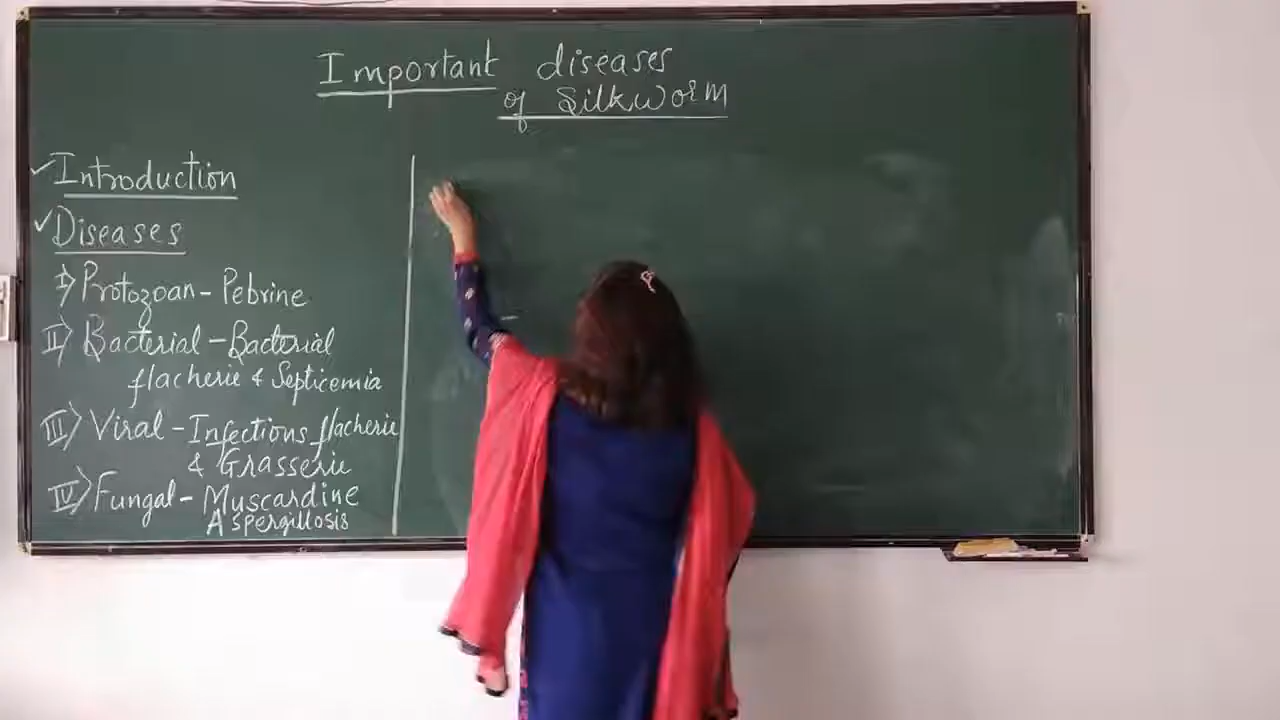 Important diseases
of Silkworm
✓Introduction
✓Diseases
I) Protozoan - Pebrine
II) Bacterial - Bacterial
flacherie & Septicemia
III) Viral - Infections flacherie
& Grasserie
IV) Fungal - Muscardine
Aspergillosis